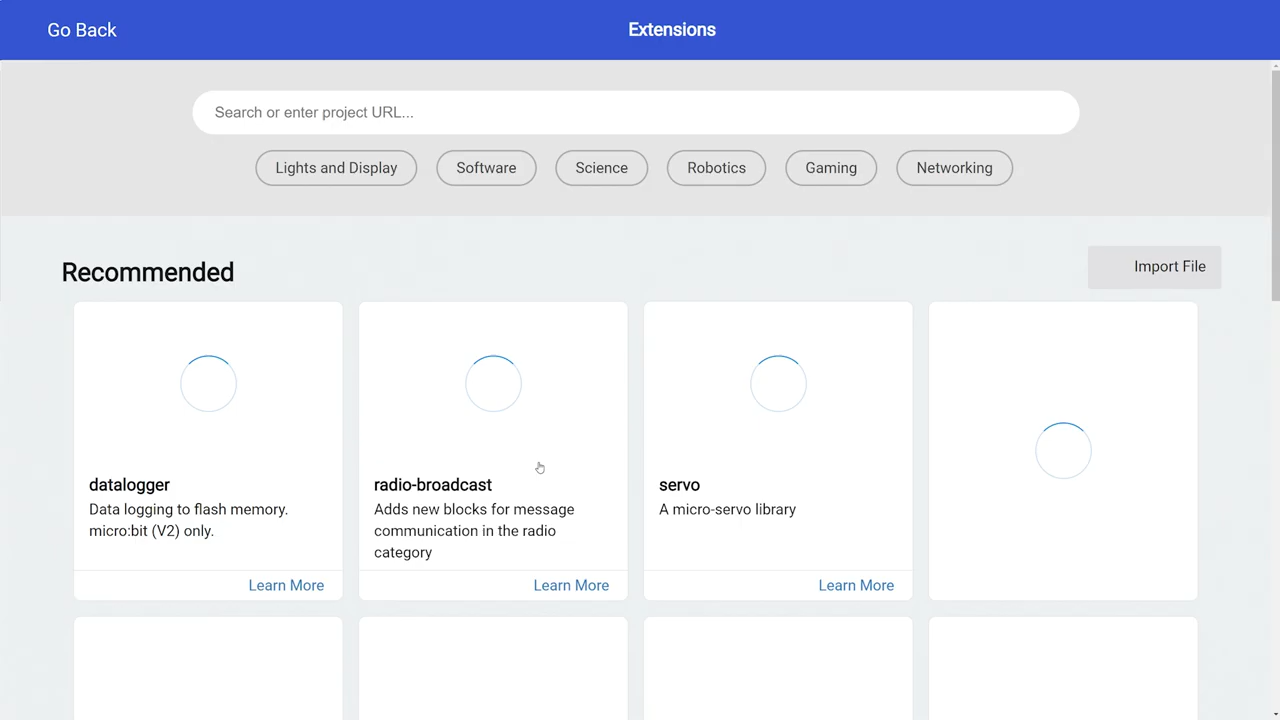 Go Back
Extensions
Search or enter project URL...
Lights and Display
Software
Science
Robotics
Gaming
Networking
Recommended
Import File
datalogger
Data logging to flash memory.
micro:bit (V2) only.
Learn More
radio-broadcast
Adds new blocks for message
communication in the radio
category
Learn More
servo
A micro-servo library
Learn More